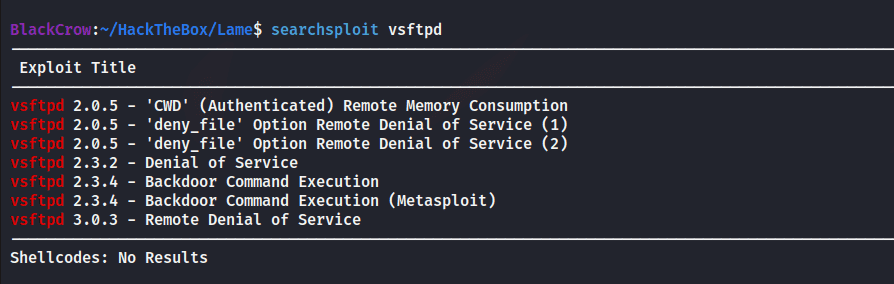 BlackCrow:~/HackTheBox/Lame$ searchsploit vsftpd
Exploit Title
vsftpd 2.0.5 - 'CWD' (Authenticated) Remote Memory Consumption
vsftpd 2.0.5 - 'deny_file' Option Remote Denial of Service (1)
vsftpd 2.0.5 - 'deny_file' Option Remote Denial of Service (2)
vsftpd 2.3.2 - Denial of Service
vsftpd 2.3.4 - Backdoor Command Execution
vsftpd 2.3.4 - Backdoor Command Execution (Metasploit)
vsftpd 3.0.3 - Remote Denial of Service
Shellcodes: No Results